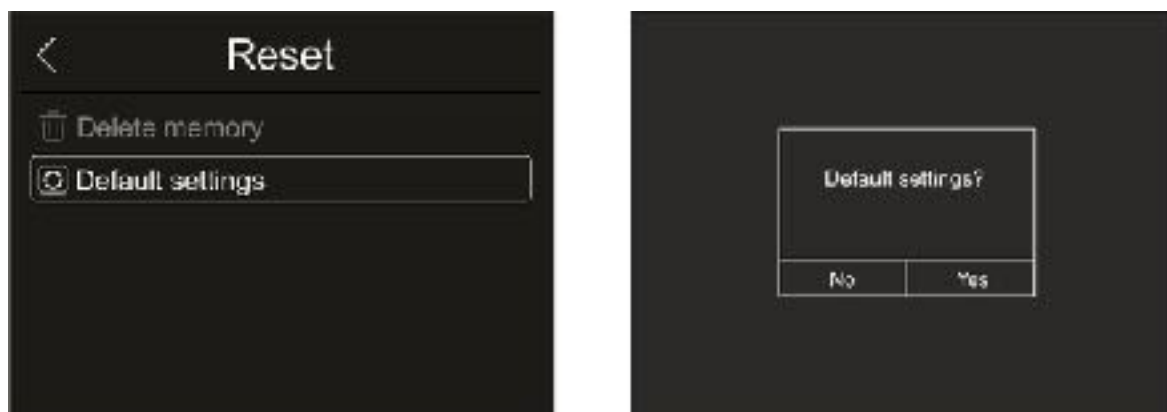 Reset
Delete memory
Default settings
Default settings?
No
Yes